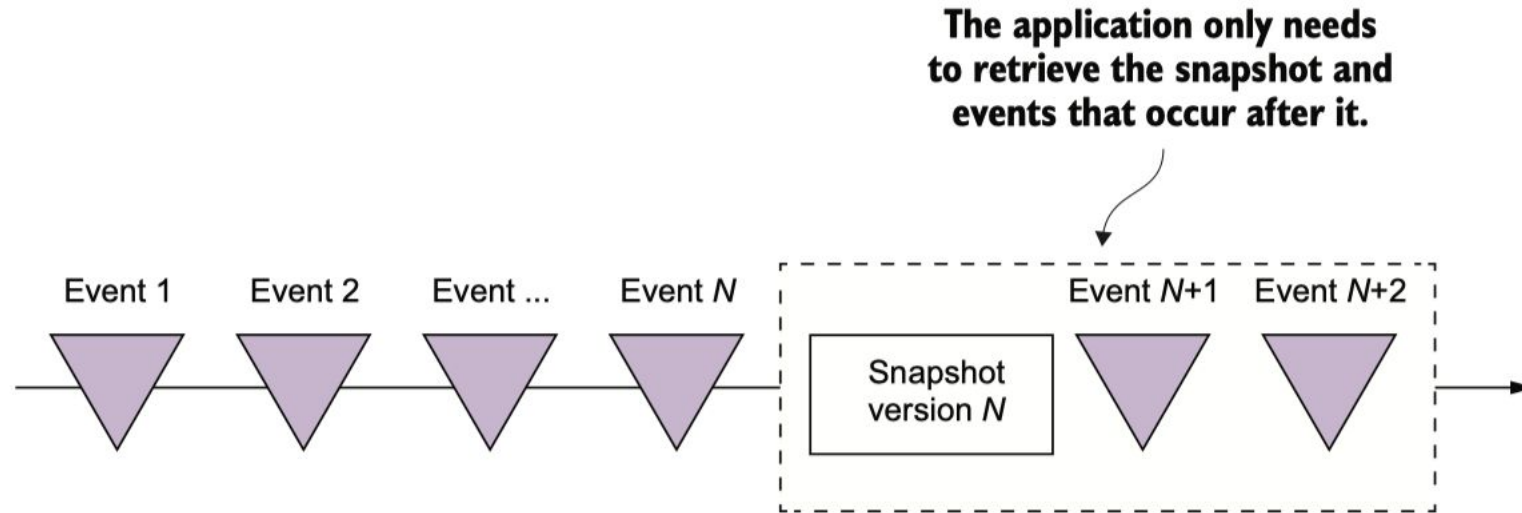 The application only needs
to retrieve the snapshot and
events that occur after it.
Event 1
Event 2
Event ...
Event N
Event N+1
Event N+2
Snapshot
version N